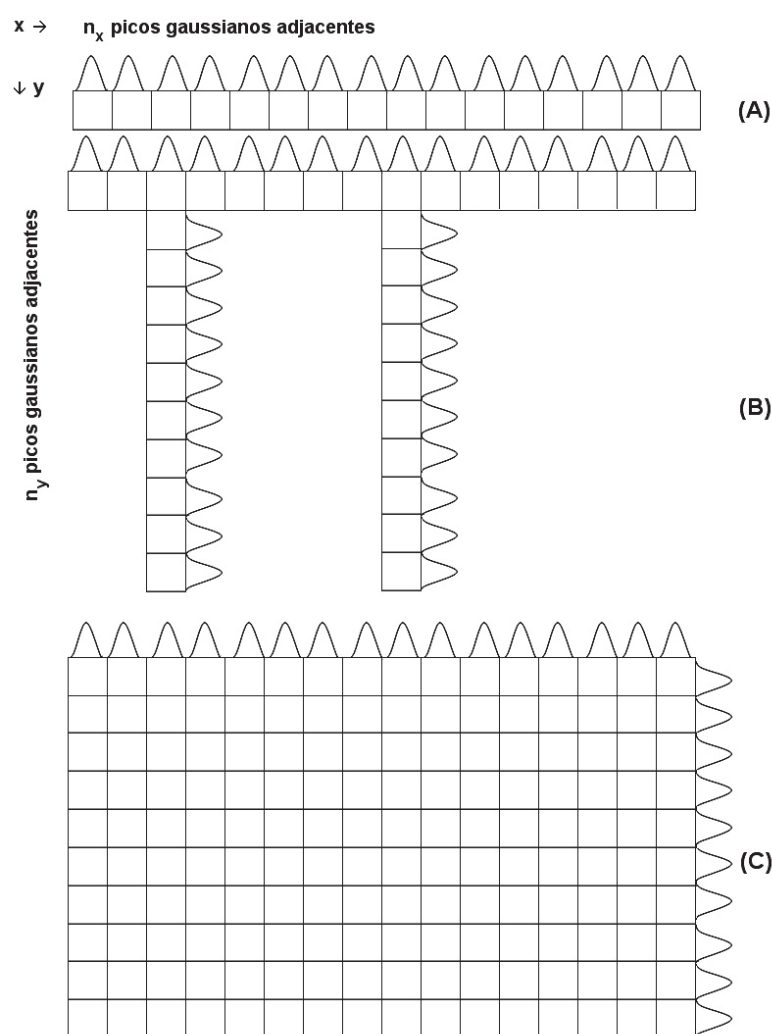 x → n_x picos gaussianos adjacentes
↓ y
(A)
n_y picos gaussianos adjacentes
(B)
(C)